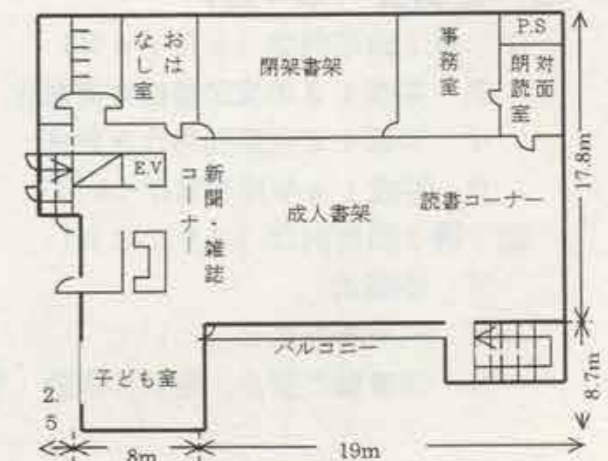 P.S
おはなし室
閉架書架
事務室
対面朗読室
E.V
新聞・雑誌コーナー
成人書架
読書コーナー
17.8m
バルコニー
子ども室
8.7m
2.5
8m
19m